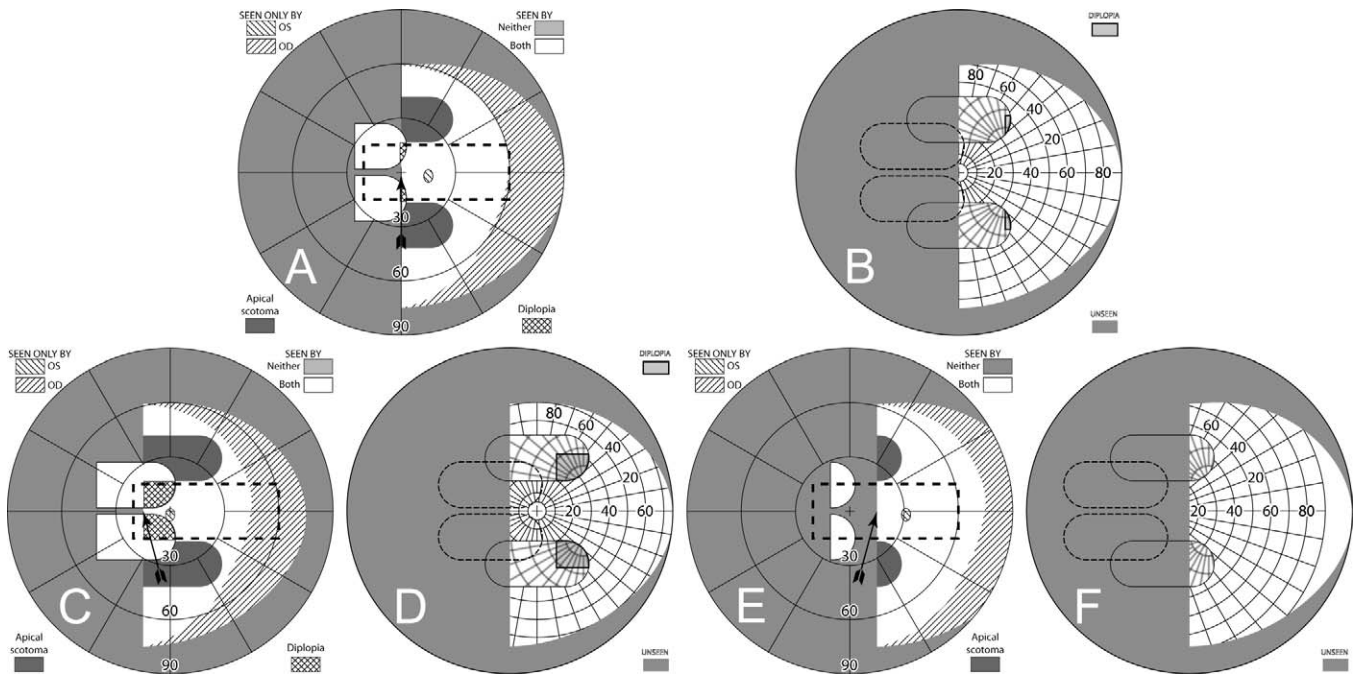 SEEN ONLY BY
OS
OD
SEEN BY
Neither
Both
30
60
90
A
Apical
scotoma
Diplopia
DIPLOPIA
80
60
40
20
20 40 60 80
B
UNSEEN
SEEN ONLY BY
OS
OD
SEEN BY
Neither
Both
30
60
90
C
Apical
scotoma
Diplopia
DIPLOPIA
80
60
40
20
20 40 60
D
UNSEEN
SEEN ONLY BY
OS
OD
SEEN BY
Neither
Both
30
60
90
E
Apical
scotoma
60
40
20
20 40 60 80
F
UNSEEN